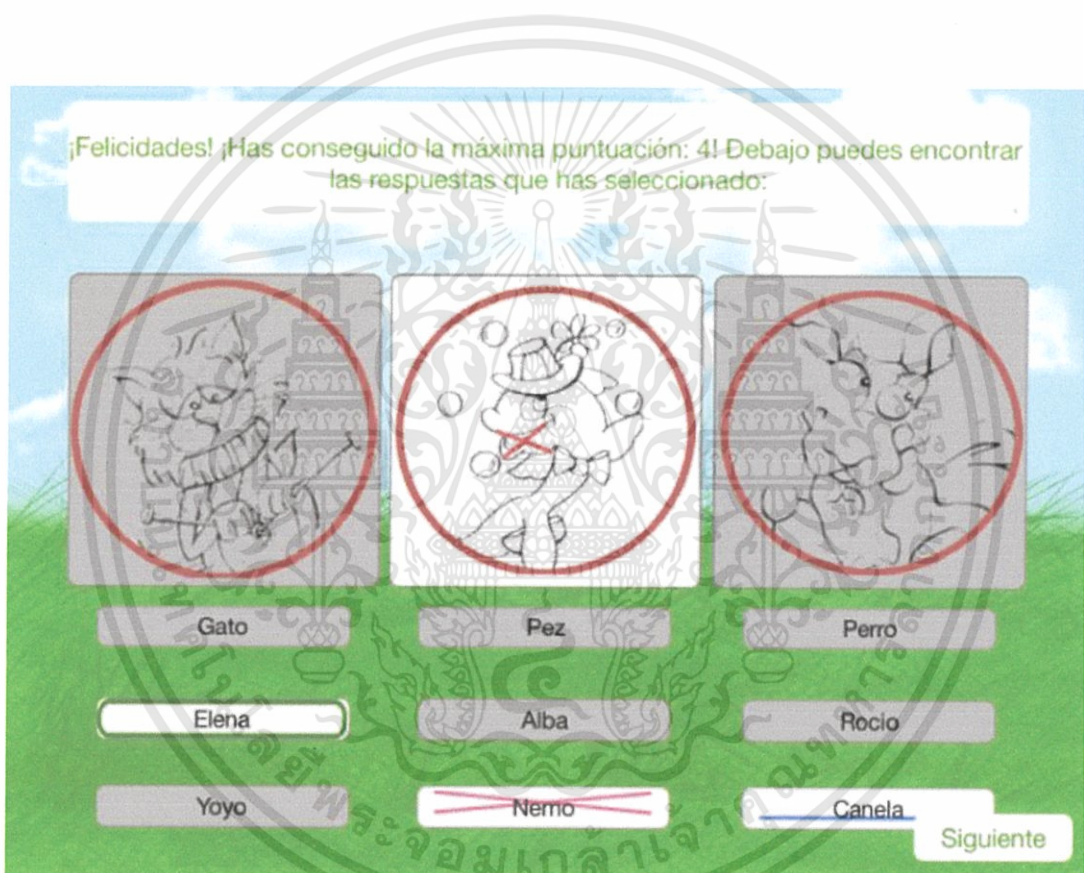 ¡Felicidades! ¡Has conseguido la máxima puntuación: 4! Debajo puedes encontrar
las respuestas que has seleccionado:
Gato
Pez
Perro
Elena
Alba
Rocio
Yoyo
Nemo
Canela
Siguiente